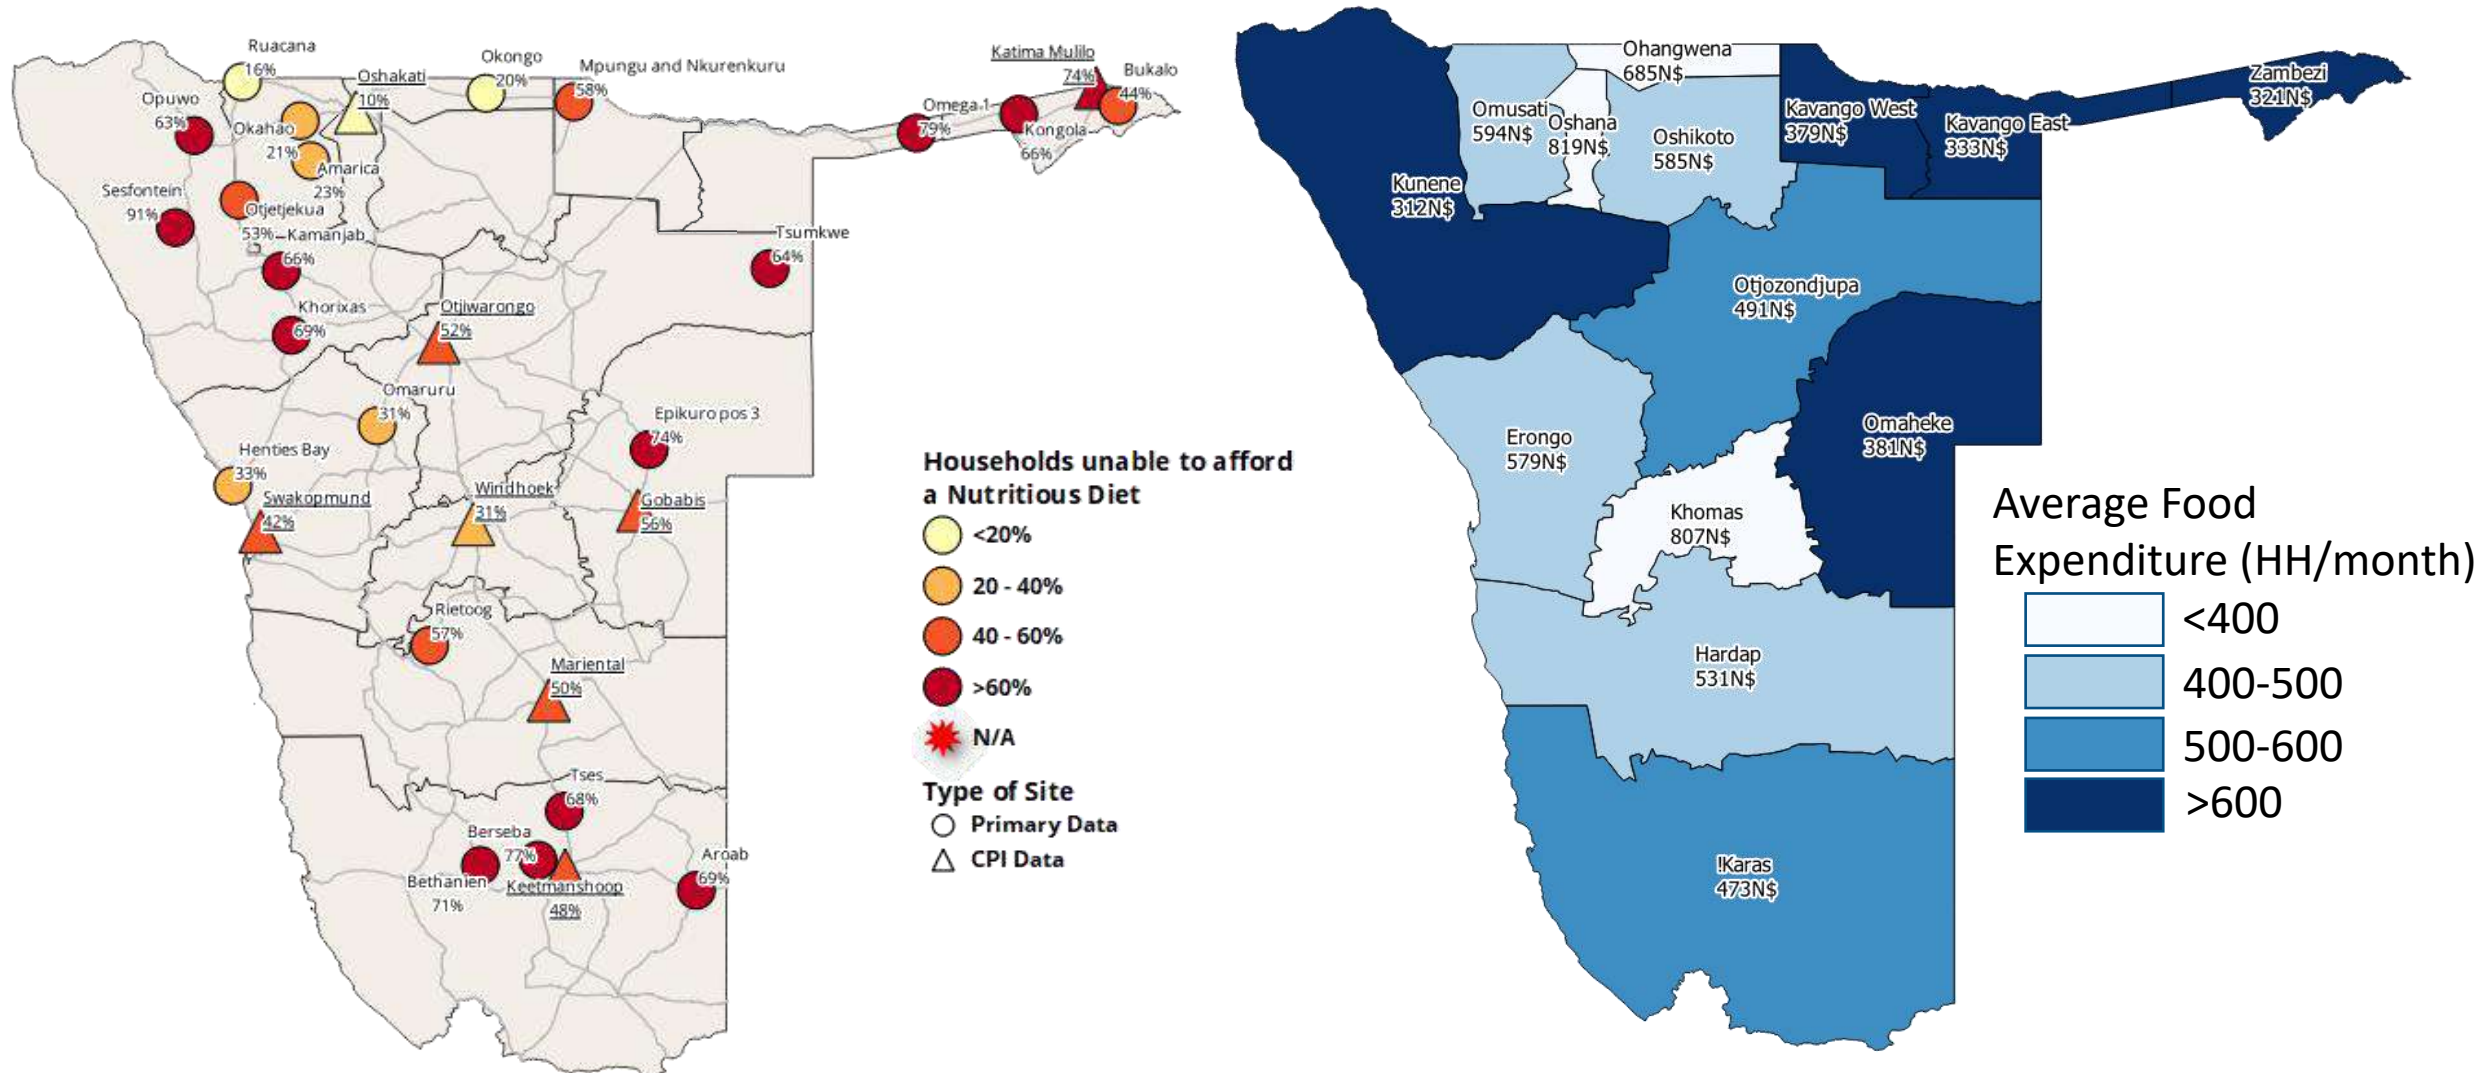 Ruacana
16%
Oshakati
10%
Okongo
20%
Mpungu and Nkurenkuru
58%
Katima Mulilo
74%
Bukalo
44%
Opuwo
63%
Okahao
21%
Amarica
23%
Omega 1
79%
Kongola
66%
Sesfontein
91%
Otjetjekua
53%
Kamanjab
66%
Tsumkwe
64%
Khorixas
69%
Otjiwarongo
52%
Omaruru
31%
Epikuro pos 3
74%
Henties Bay
33%
Swakopmund
42%
Windhoek
31%
Gobabis
56%
Rietoog
57%
Mariental
50%
Tses
68%
Berseba
77%
Bethanien
71%
Keetmanshoop
48%
Aroab
69%
Households unable to afford
a Nutritious Diet
<20%
20 - 40%
40 - 60%
>60%
N/A
Type of Site
Primary Data
CPI Data
Ohangwena
685N$
Omusati
594N$
Oshana
819N$
Oshikoto
585N$
Kavango West
379N$
Kavango East
333N$
Zambezi
321N$
Kunene
312N$
Otjozondjupa
491N$
Erongo
579N$
Omaheke
381N$
Khomas
807N$
Hardap
531N$
!Karas
473N$
Average Food
Expenditure (HH/month)
<400
400-500
500-600
>600